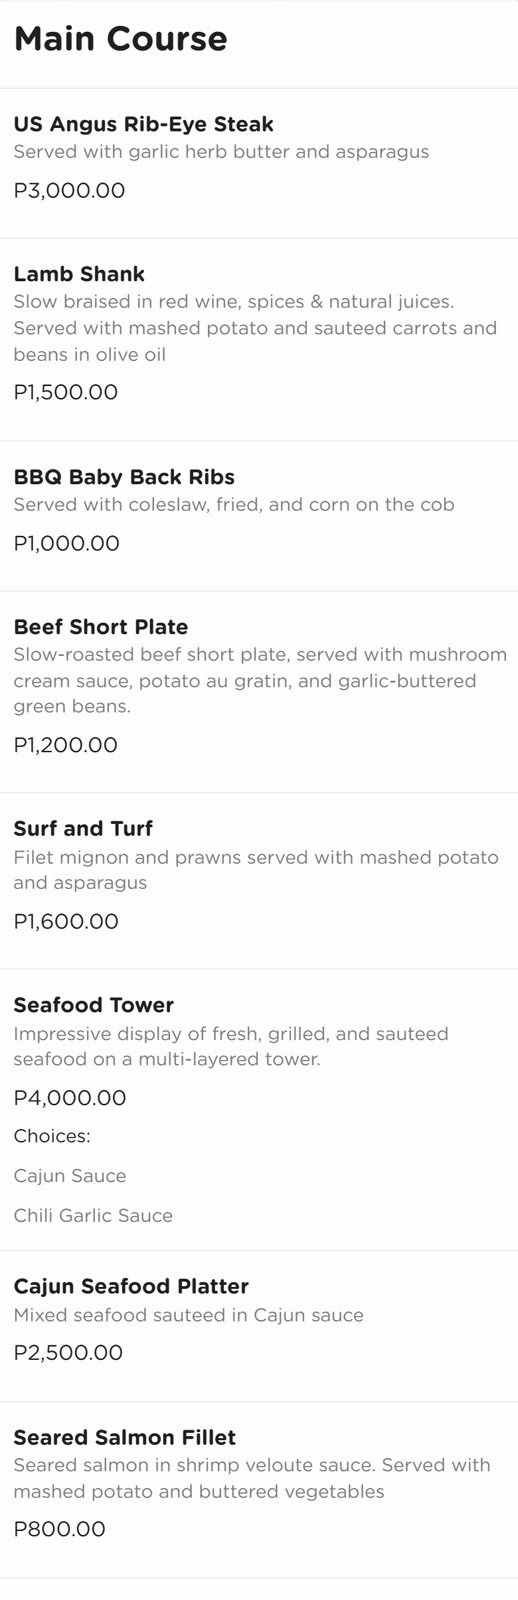 Main Course
US Angus Rib-Eye Steak
Served with garlic herb butter and asparagus
P3,000.00
Lamb Shank
Slow braised in red wine, spices & natural juices.
Served with mashed potato and sauteed carrots and
beans in olive oil
P1,500.00
BBQ Baby Back Ribs
Served with coleslaw, fried, and corn on the cob
P1,000.00
Beef Short Plate
Slow-roasted beef short plate, served with mushroom
cream sauce, potato au gratin, and garlic-buttered
green beans.
P1,200.00
Surf and Turf
Filet mignon and prawns served with mashed potato
and asparagus
P1,600.00
Seafood Tower
Impressive display of fresh, grilled, and sauteed
seafood on a multi-layered tower.
P4,000.00
Choices:
Cajun Sauce
Chili Garlic Sauce
Cajun Seafood Platter
Mixed seafood sauteed in Cajun sauce
P2,500.00
Seared Salmon Fillet
Seared salmon in shrimp veloute sauce. Served with
mashed potato and buttered vegetables
P800.00